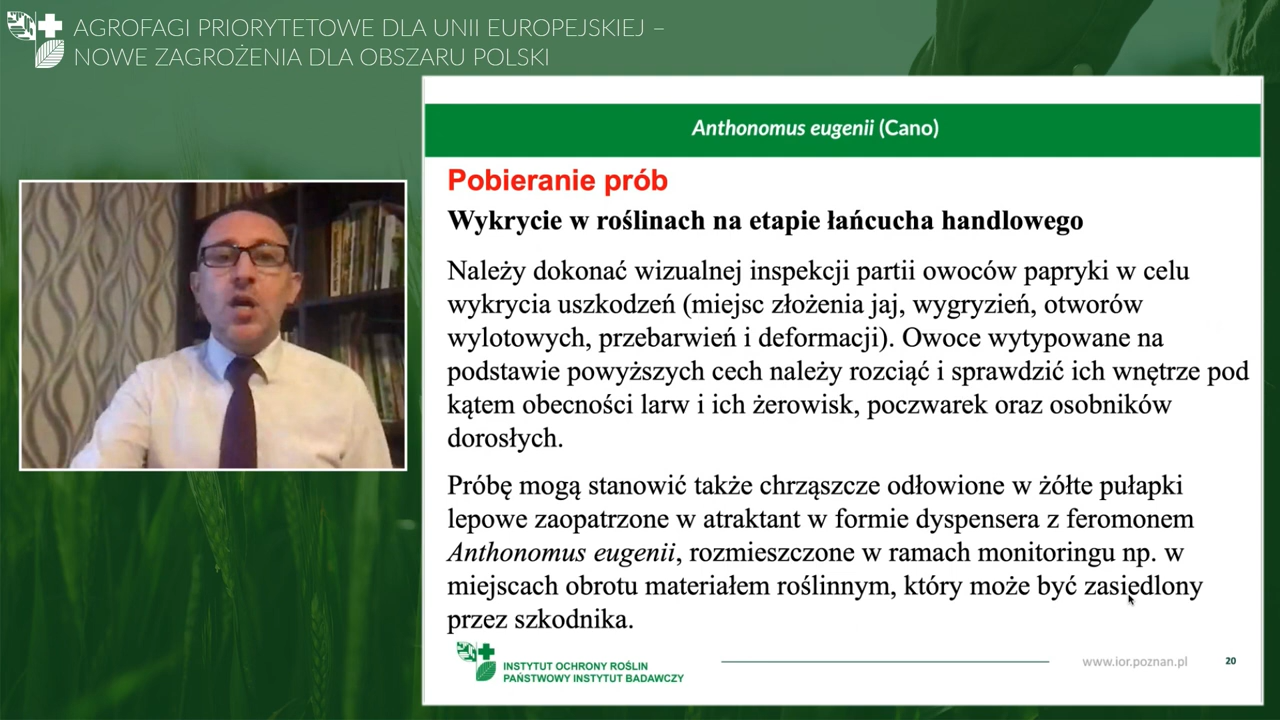 AGROFAGI PRIORYTETOWE DLA UNII EUROPEJSKIEJ –
NOWE ZAGROŻENIA DLA OBSZARU POLSKI
Anthonomus eugenii (Cano)
Pobieranie prób
Wykrycie w roślinach na etapie łańcucha handlowego
Należy dokonać wizualnej inspekcji partii owoców papryki w celu
wykrycia uszkodzeń (miejsc złożenia jaj, wygryzień, otworów
wylotowych, przebarwień i deformacji). Owoce wytypowane na
podstawie powyższych cech należy rozciąć i sprawdzić ich wnętrze pod
kątem obecności larw i ich żerowisk, poczwarek oraz osobników
dorosłych.
Próbę mogą stanowić także chrząszcze odłowione w żółte pułapki
lepowe zaopatrzone w atraktant w formie dyspensera z feromonem
Anthonomus eugenii, rozmieszczone w ramach monitoringu np. w
miejscach obrotu materiałem roślinnym, który może być zasiedlony
przez szkodnika.
INSTYTUT OCHRONY ROŚLIN
PAŃSTWOWY INSTYTUT BADAWCZY
www.ior.poznan.pl
20